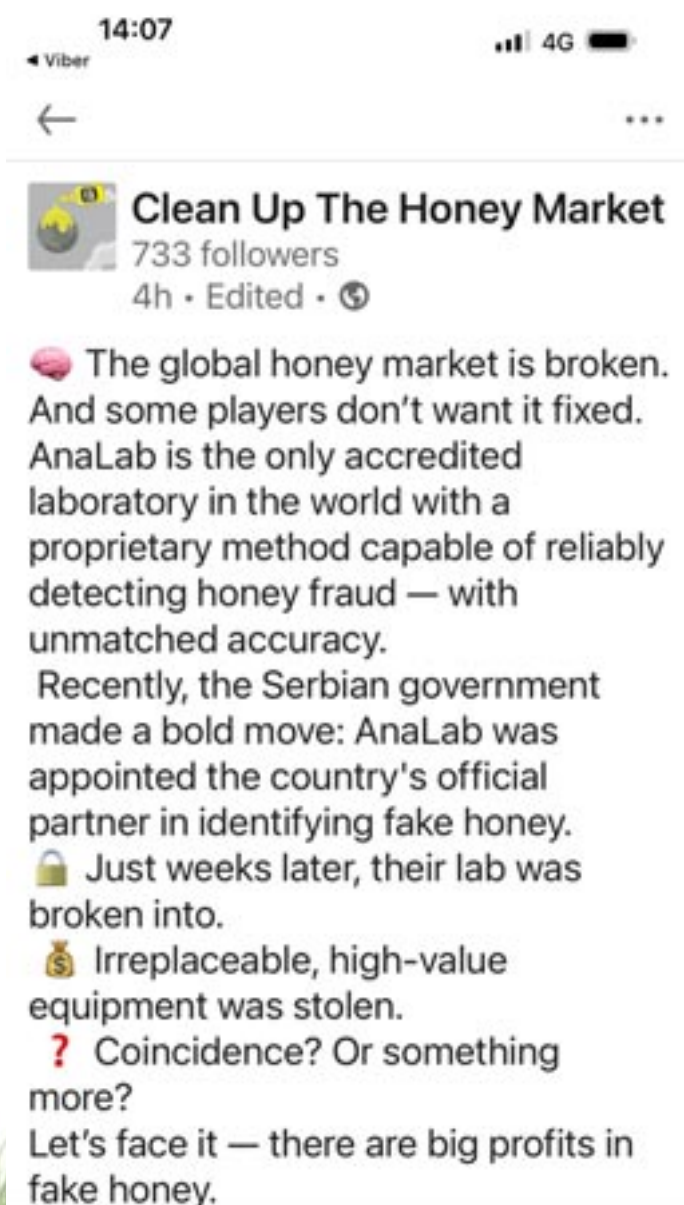 14:07
4G
◀ Viber
Clean Up The Honey Market
733 followers
4h • Edited •
🧠 The global honey market is broken.
And some players don’t want it fixed.
AnaLab is the only accredited
laboratory in the world with a
proprietary method capable of reliably
detecting honey fraud — with
unmatched accuracy.
Recently, the Serbian government
made a bold move: AnaLab was
appointed the country's official
partner in identifying fake honey.
🔒 Just weeks later, their lab was
broken into.
💰 Irreplaceable, high-value
equipment was stolen.
❓ Coincidence? Or something
more?
Let’s face it — there are big profits in
fake honey.